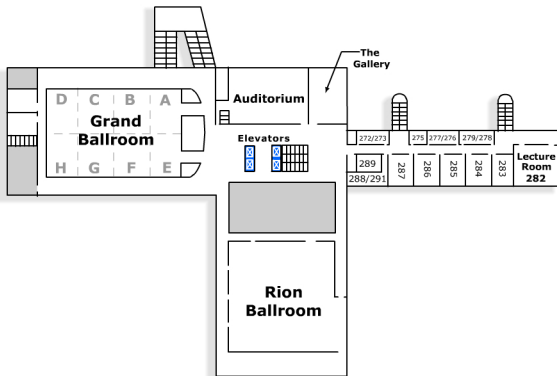 The
Gallery
D C B A
Grand
Ballroom
H G F E
Auditorium
Elevators
272/273
275
277/276
279/278
289
288/291
287
286
285
284
283
Lecture
Room
282
Rion
Ballroom